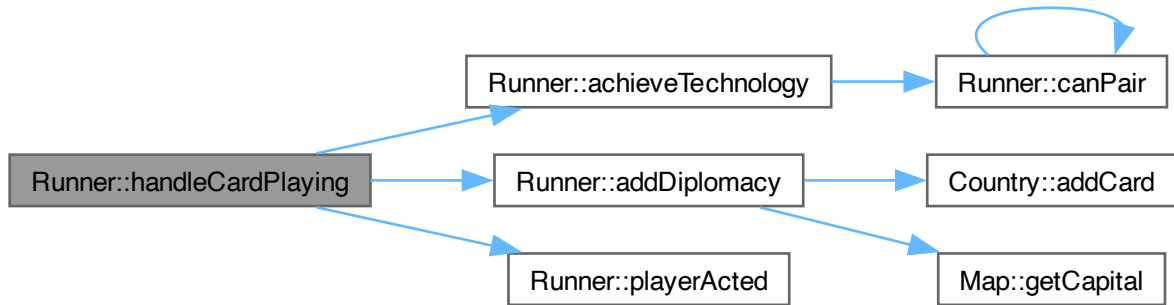 Runner::achieveTechnology
Runner::canPair
Runner::handleCardPlaying
Runner::addDiplomacy
Country::addCard
Runner::playerActed
Map::getCapital